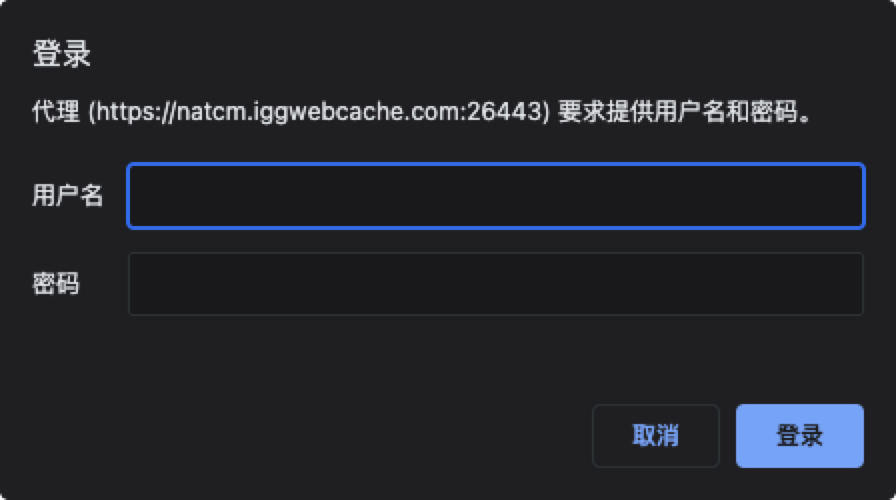 登录
代理 (https://natcm.iggwebcache.com:26443) 要求提供用户名和密码。
用户名
密码
取消 登录